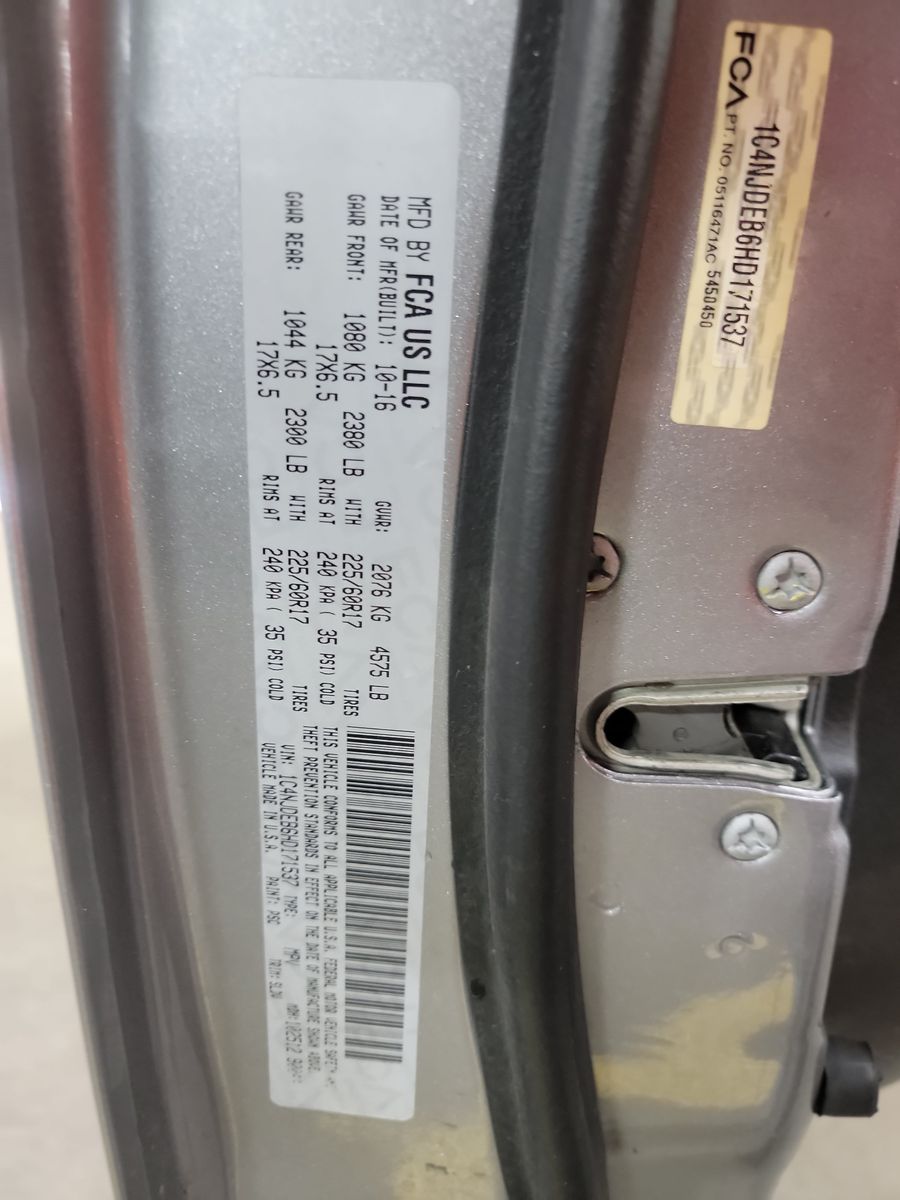 MFD BY FCA US LLC
DATE OF MFR(BUILT): 10-16 GVWR: 2076 KG 4575 LB
GAWR FRONT: 1080 KG 2380 LB WITH 225/60R17 TIRES
17X6.5 RIMS AT 240 KPA( 35 PSI) COLD
GAWR REAR: 1044 KG 2300 LB WITH 225/60R17 TIRES
17X6.5 RIMS AT 240 KPA( 35 PSI) COLD
THIS VEHICLE CONFORMS TO ALL APPLICABLE U.S.A. FEDERAL MOTOR VEHICLE SAFETY
THEFT PREVENTION STANDARDS IN EFFECT ON THE DATE OF MANUFACTURE SHOWN ABOVE.
VIN: 1C4NJDEB6HD171537 TYPE: MPV MDH:102512
VEHICLE MADE IN U.S.A. PAINT: PSC TRIM:
1C4NJDEB6HD171537
FCA PT. NO. 05116471AC 5450450